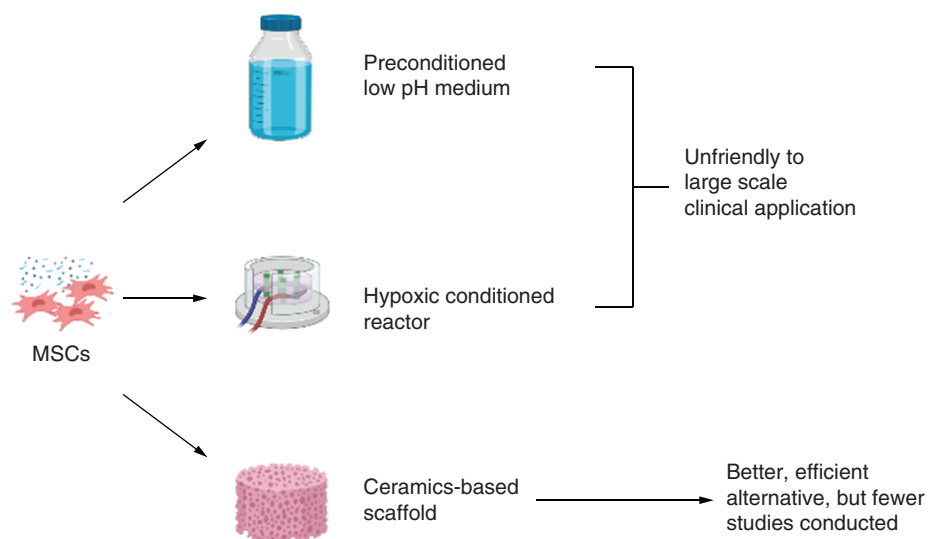 Preconditioned
low pH medium
Unfriendly to
large scale
clinical application
Hypoxic conditioned
reactor
MSCs
Ceramics-based
scaffold
Better, efficient
alternative, but fewer
studies conducted